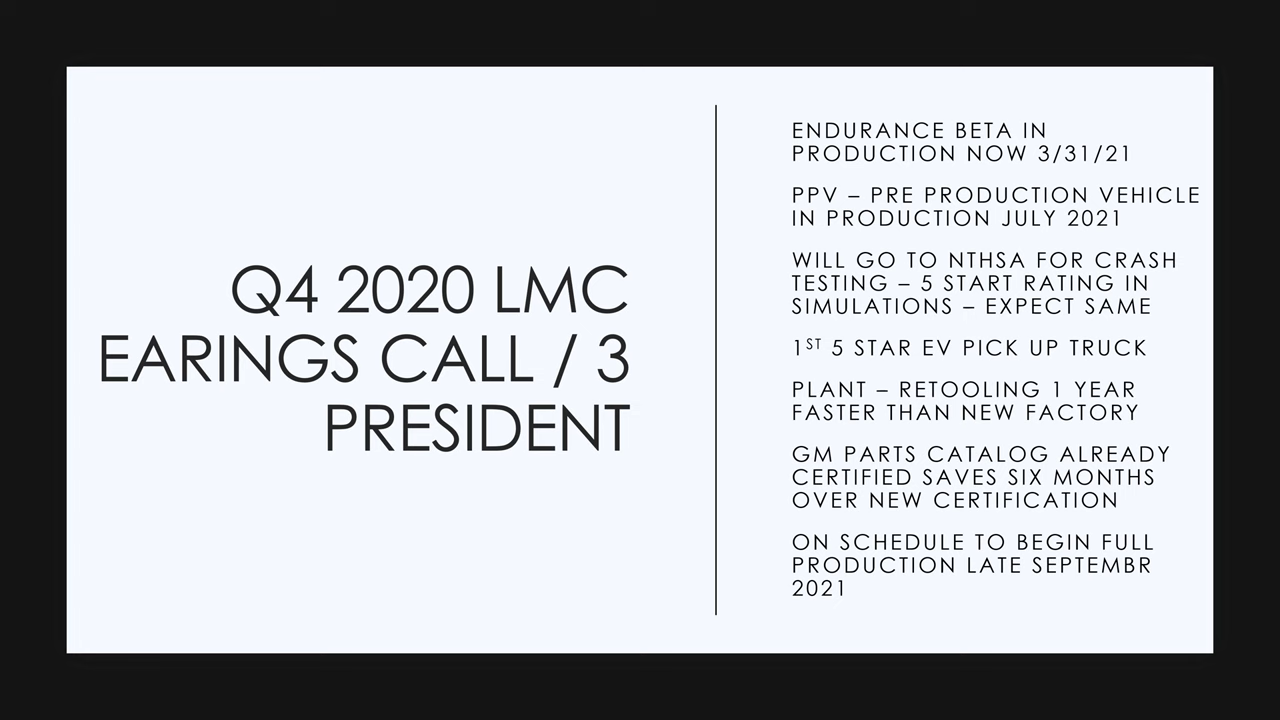 Q4 2020 LMC
EARINGS CALL / 3
PRESIDENT
ENDURANCE BETA IN
PRODUCTION NOW 3/31/21
PPV – PRE PRODUCTION VEHICLE
IN PRODUCTION JULY 2021
WILL GO TO NTHSA FOR CRASH
TESTING – 5 START RATING IN
SIMULATIONS – EXPECT SAME
1ST 5 STAR EV PICK UP TRUCK
PLANT – RETOOLING 1 YEAR
FASTER THAN NEW FACTORY
GM PARTS CATALOG ALREADY
CERTIFIED SAVES SIX MONTHS
OVER NEW CERTIFICATION
ON SCHEDULE TO BEGIN FULL
PRODUCTION LATE SEPTEMBR
2021